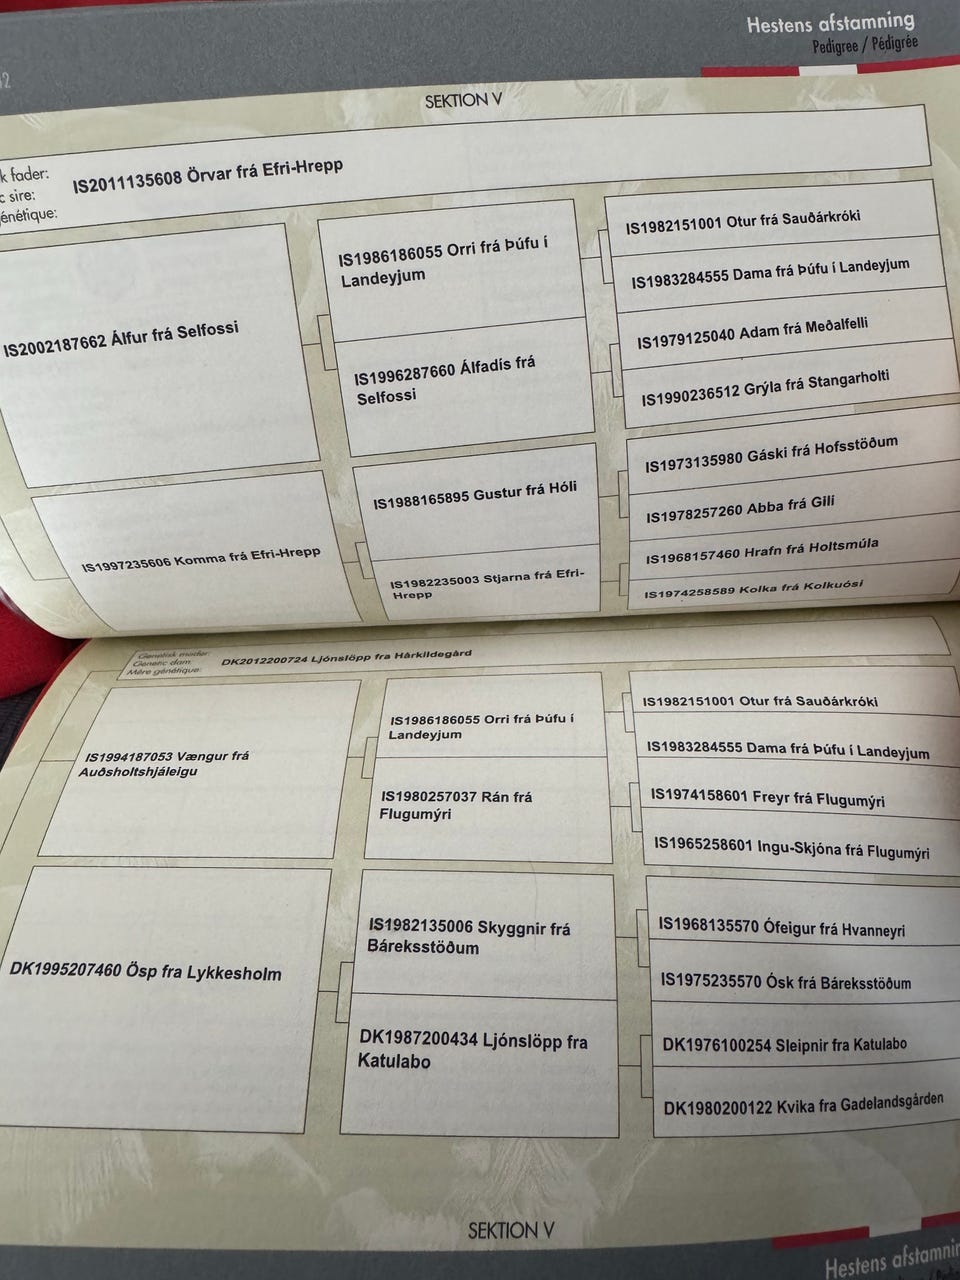 Hestens afstamning
Pedigree / Pédigrée
SEKTION V
k fader:
c sire:
génétique:
IS2011135608 Örvar frá Efri-Hrepp
IS2002187662 Álfur frá Selfossi
IS1986186055 Orri frá Þúfu í
Landeyjum
IS1996287660 Álfadís frá
Selfossi
IS1982151001 Otur frá Sauðárkróki
IS1983284555 Dama frá Þúfu í Landeyjum
IS1979125040 Adam frá Meðalfelli
IS1990236512 Grýla frá Stangarholti
IS1997235606 Komma frá Efri-Hrepp
IS1988165895 Gustur frá Hóli
IS1982235003 Stjarna frá Efri-
Hrepp
IS1973135980 Gáski frá Hofsstöðum
IS1978257260 Abba frá Gili
IS1968157460 Hrafn frá Holtsmúla
IS1974258589 Kolka frá Kolkuósi
Genetisk moder:
Genetic dam:
Mère génétique:
DK2012200724 Ljónslöpp fra Hårkildegård
IS1994187053 Vængur frá
Auðsholtshjáleigu
IS1986186055 Orri frá Þúfu í
Landeyjum
IS1980257037 Rán frá
Flugumýri
IS1982151001 Otur frá Sauðárkróki
IS1983284555 Dama frá Þúfu í Landeyjum
IS1974158601 Freyr frá Flugumýri
IS1965258601 Ingu-Skjóna frá Flugumýri
DK1995207460 Ösp fra Lykkesholm
IS1982135006 Skyggnir frá
Báreksstöðum
DK1987200434 Ljónslöpp fra
Katulabo
IS1968135570 Ófeigur frá Hvanneyri
IS1975235570 Ósk frá Báreksstöðum
DK1976100254 Sleipnir fra Katulabo
DK1980200122 Kvika fra Gadelandsgården
SEKTION V
Hestens afstamnin